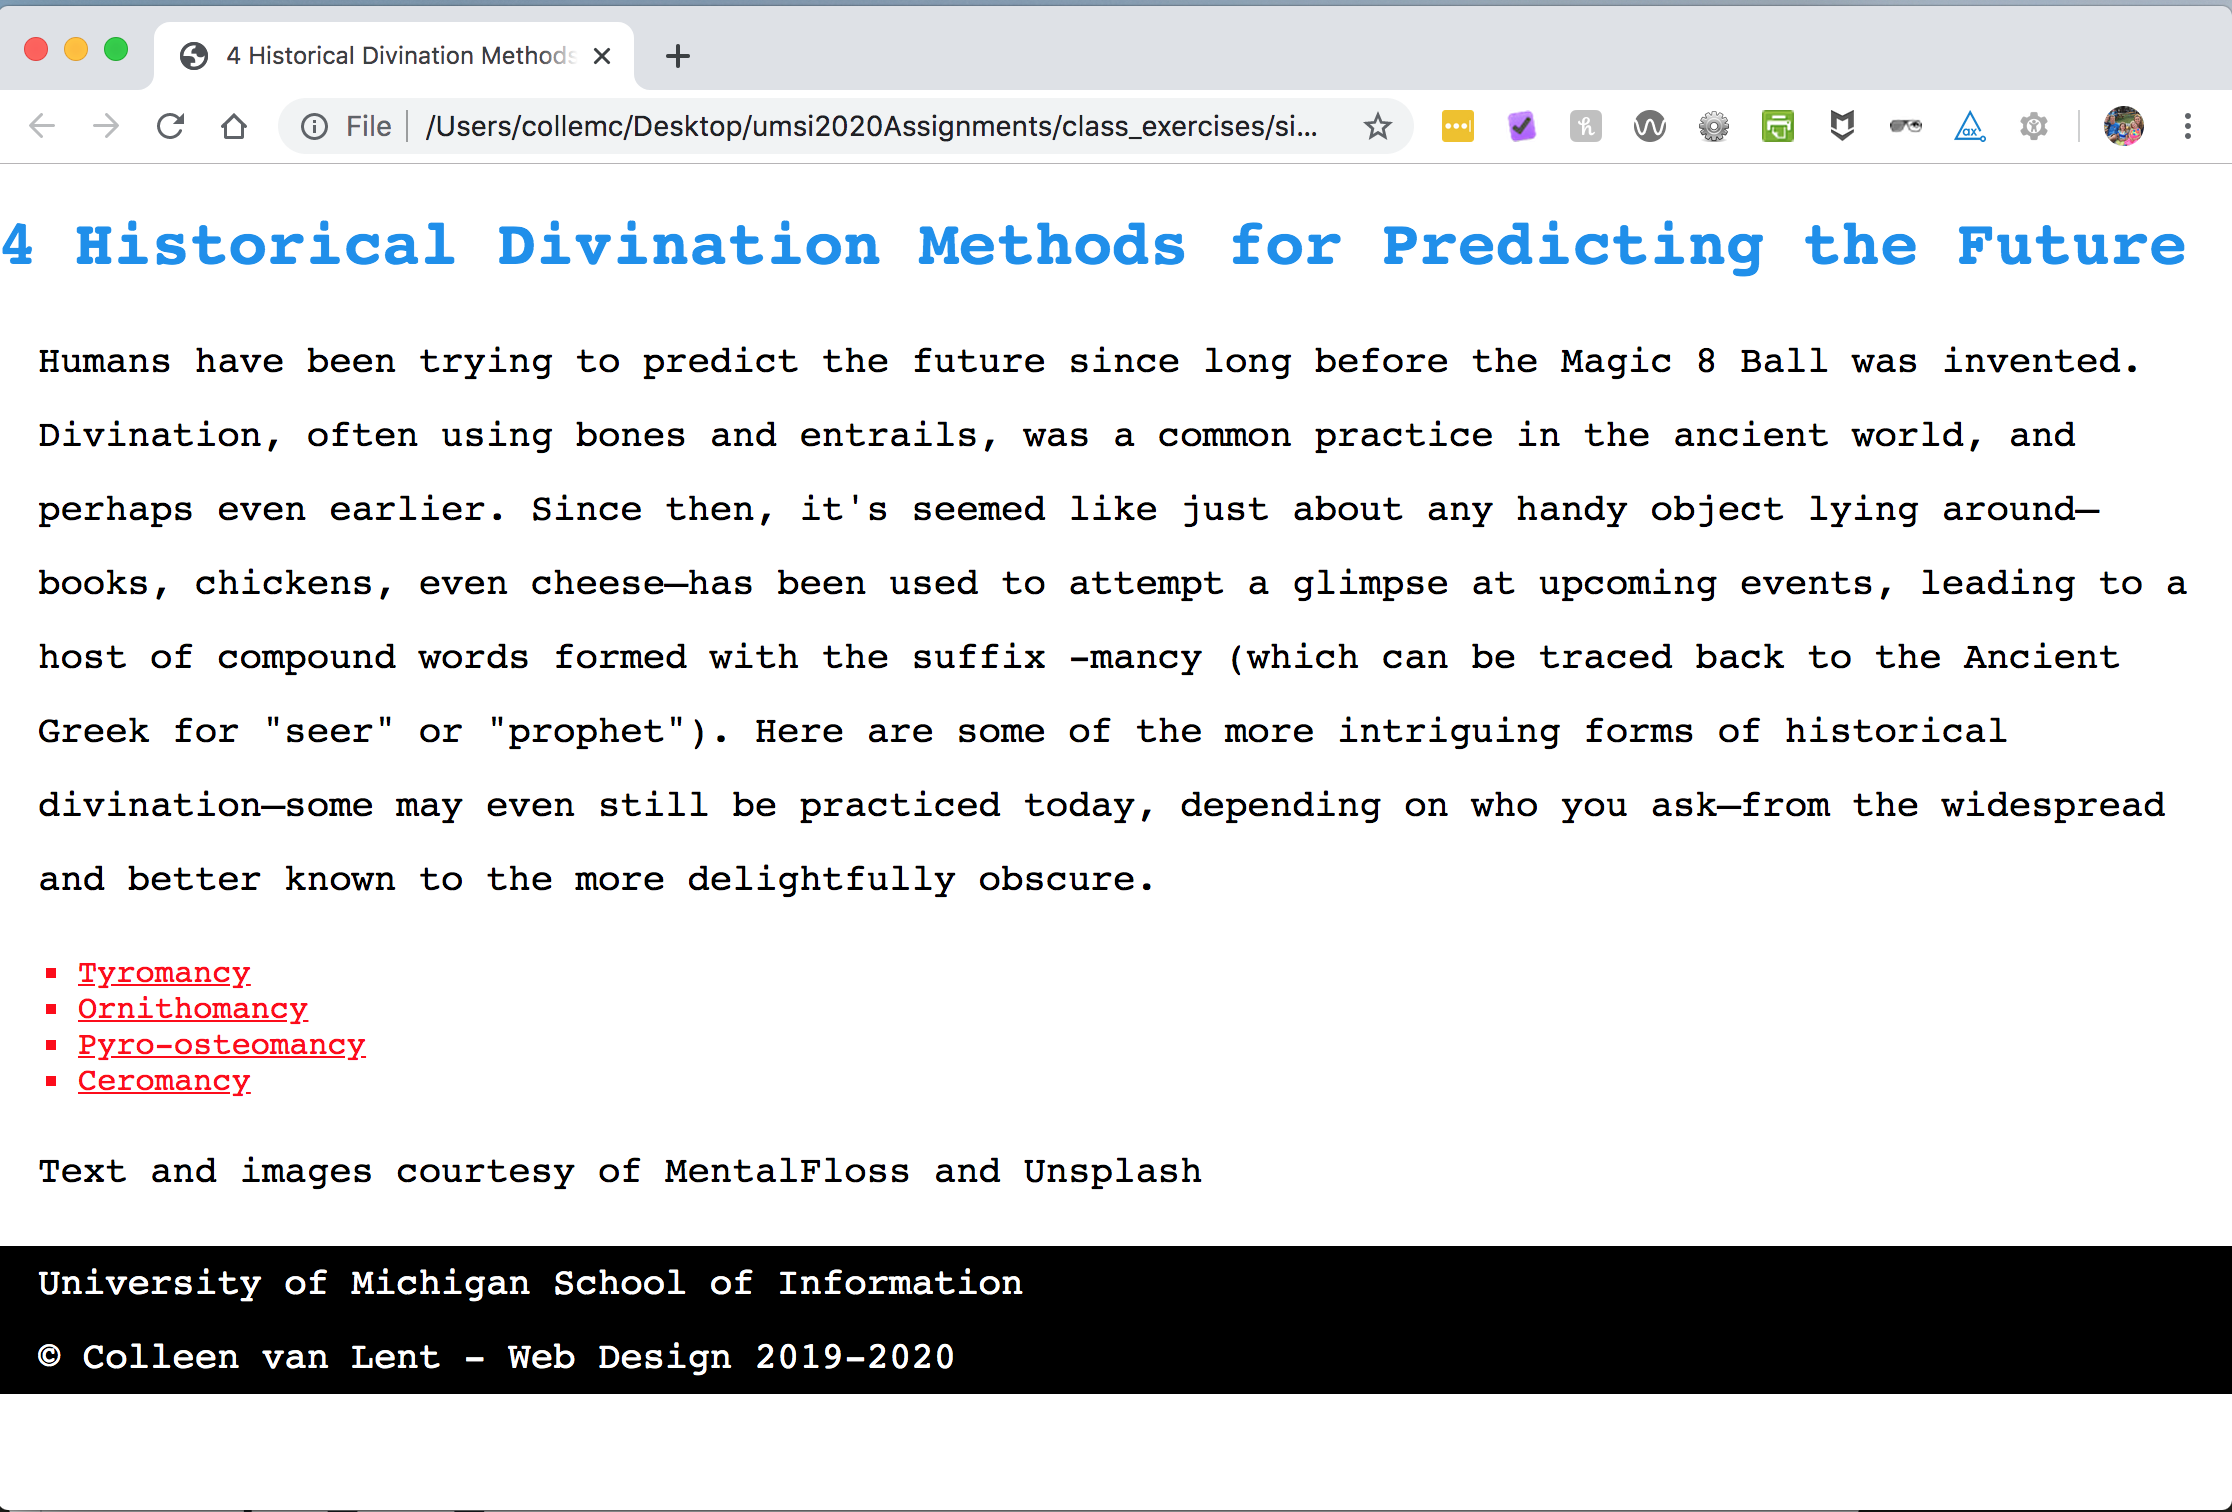 4 Historical Divination Methods
File
/Users/collemc/Desktop/umsi2020Assignments/class_exercises/si...
4 Historical Divination Methods for Predicting the Future
Humans have been trying to predict the future since long before the Magic 8 Ball was invented.
Divination, often using bones and entrails, was a common practice in the ancient world, and
perhaps even earlier. Since then, it's seemed like just about any handy object lying around—
books, chickens, even cheese—has been used to attempt a glimpse at upcoming events, leading to a
host of compound words formed with the suffix -mancy (which can be traced back to the Ancient
Greek for "seer" or "prophet"). Here are some of the more intriguing forms of historical
divination—some may even still be practiced today, depending on who you ask—from the widespread
and better known to the more delightfully obscure.
Tyromancy
Ornithomancy
Pyro-osteomancy
Ceromancy
Text and images courtesy of MentalFloss and Unsplash
University of Michigan School of Information
© Colleen van Lent - Web Design 2019-2020